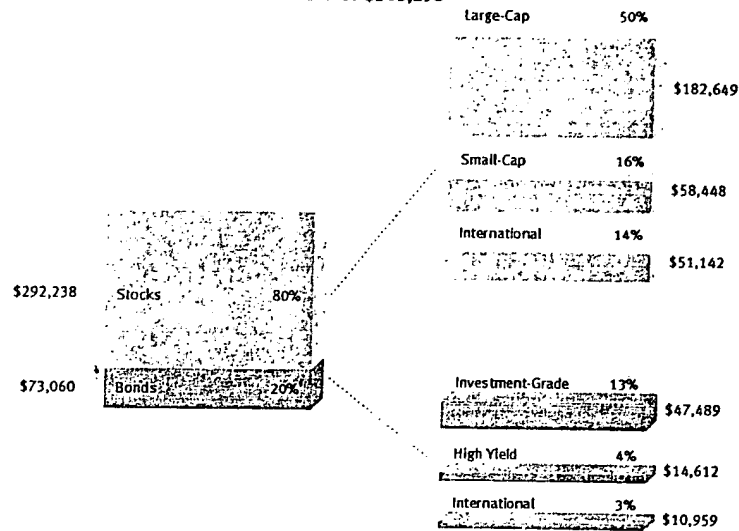 Large-Cap 50%
$182,649
Small-Cap 16%
$58,448
International 14%
$51,142
$292,238 Stocks 80%
$73,060 Bonds 20%
Investment-Grade 13%
$47,489
High Yield 4%
$14,612
International 3%
$10,959